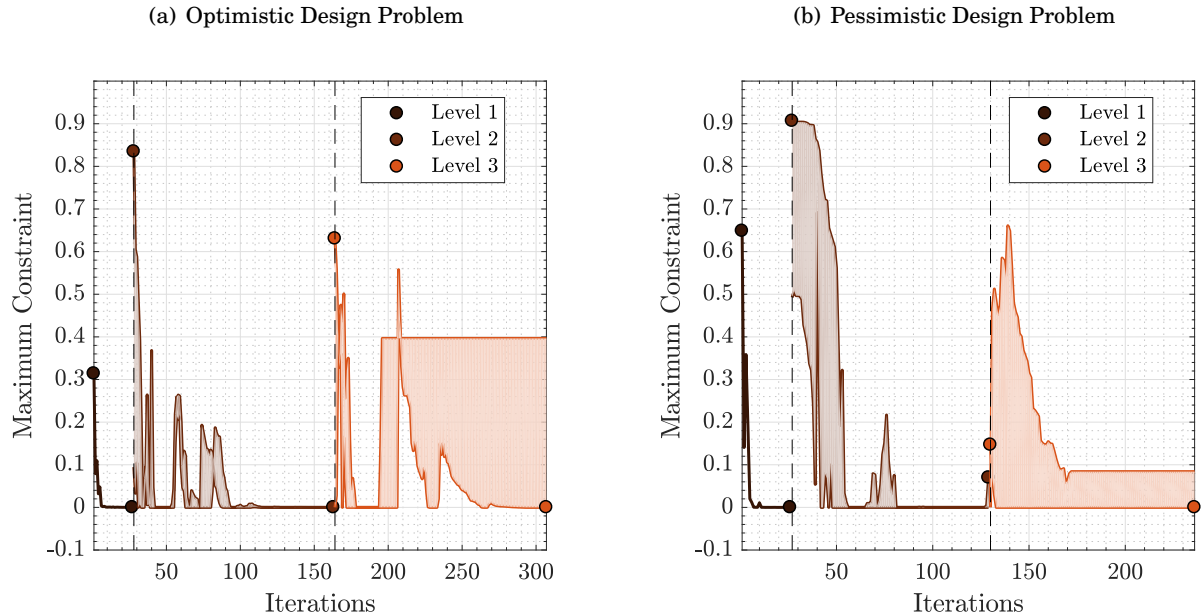 (a) Optimistic Design Problem
Maximum Constraint
0.9
0.8
0.7
0.6
0.5
0.4
0.3
0.2
0.1
0
-0.1
Level 1
Level 2
Level 3
50
100
150
200
250
300
Iterations
(b) Pessimistic Design Problem
Maximum Constraint
0.9
0.8
0.7
0.6
0.5
0.4
0.3
0.2
0.1
0
-0.1
Level 1
Level 2
Level 3
50
100
150
200
Iterations